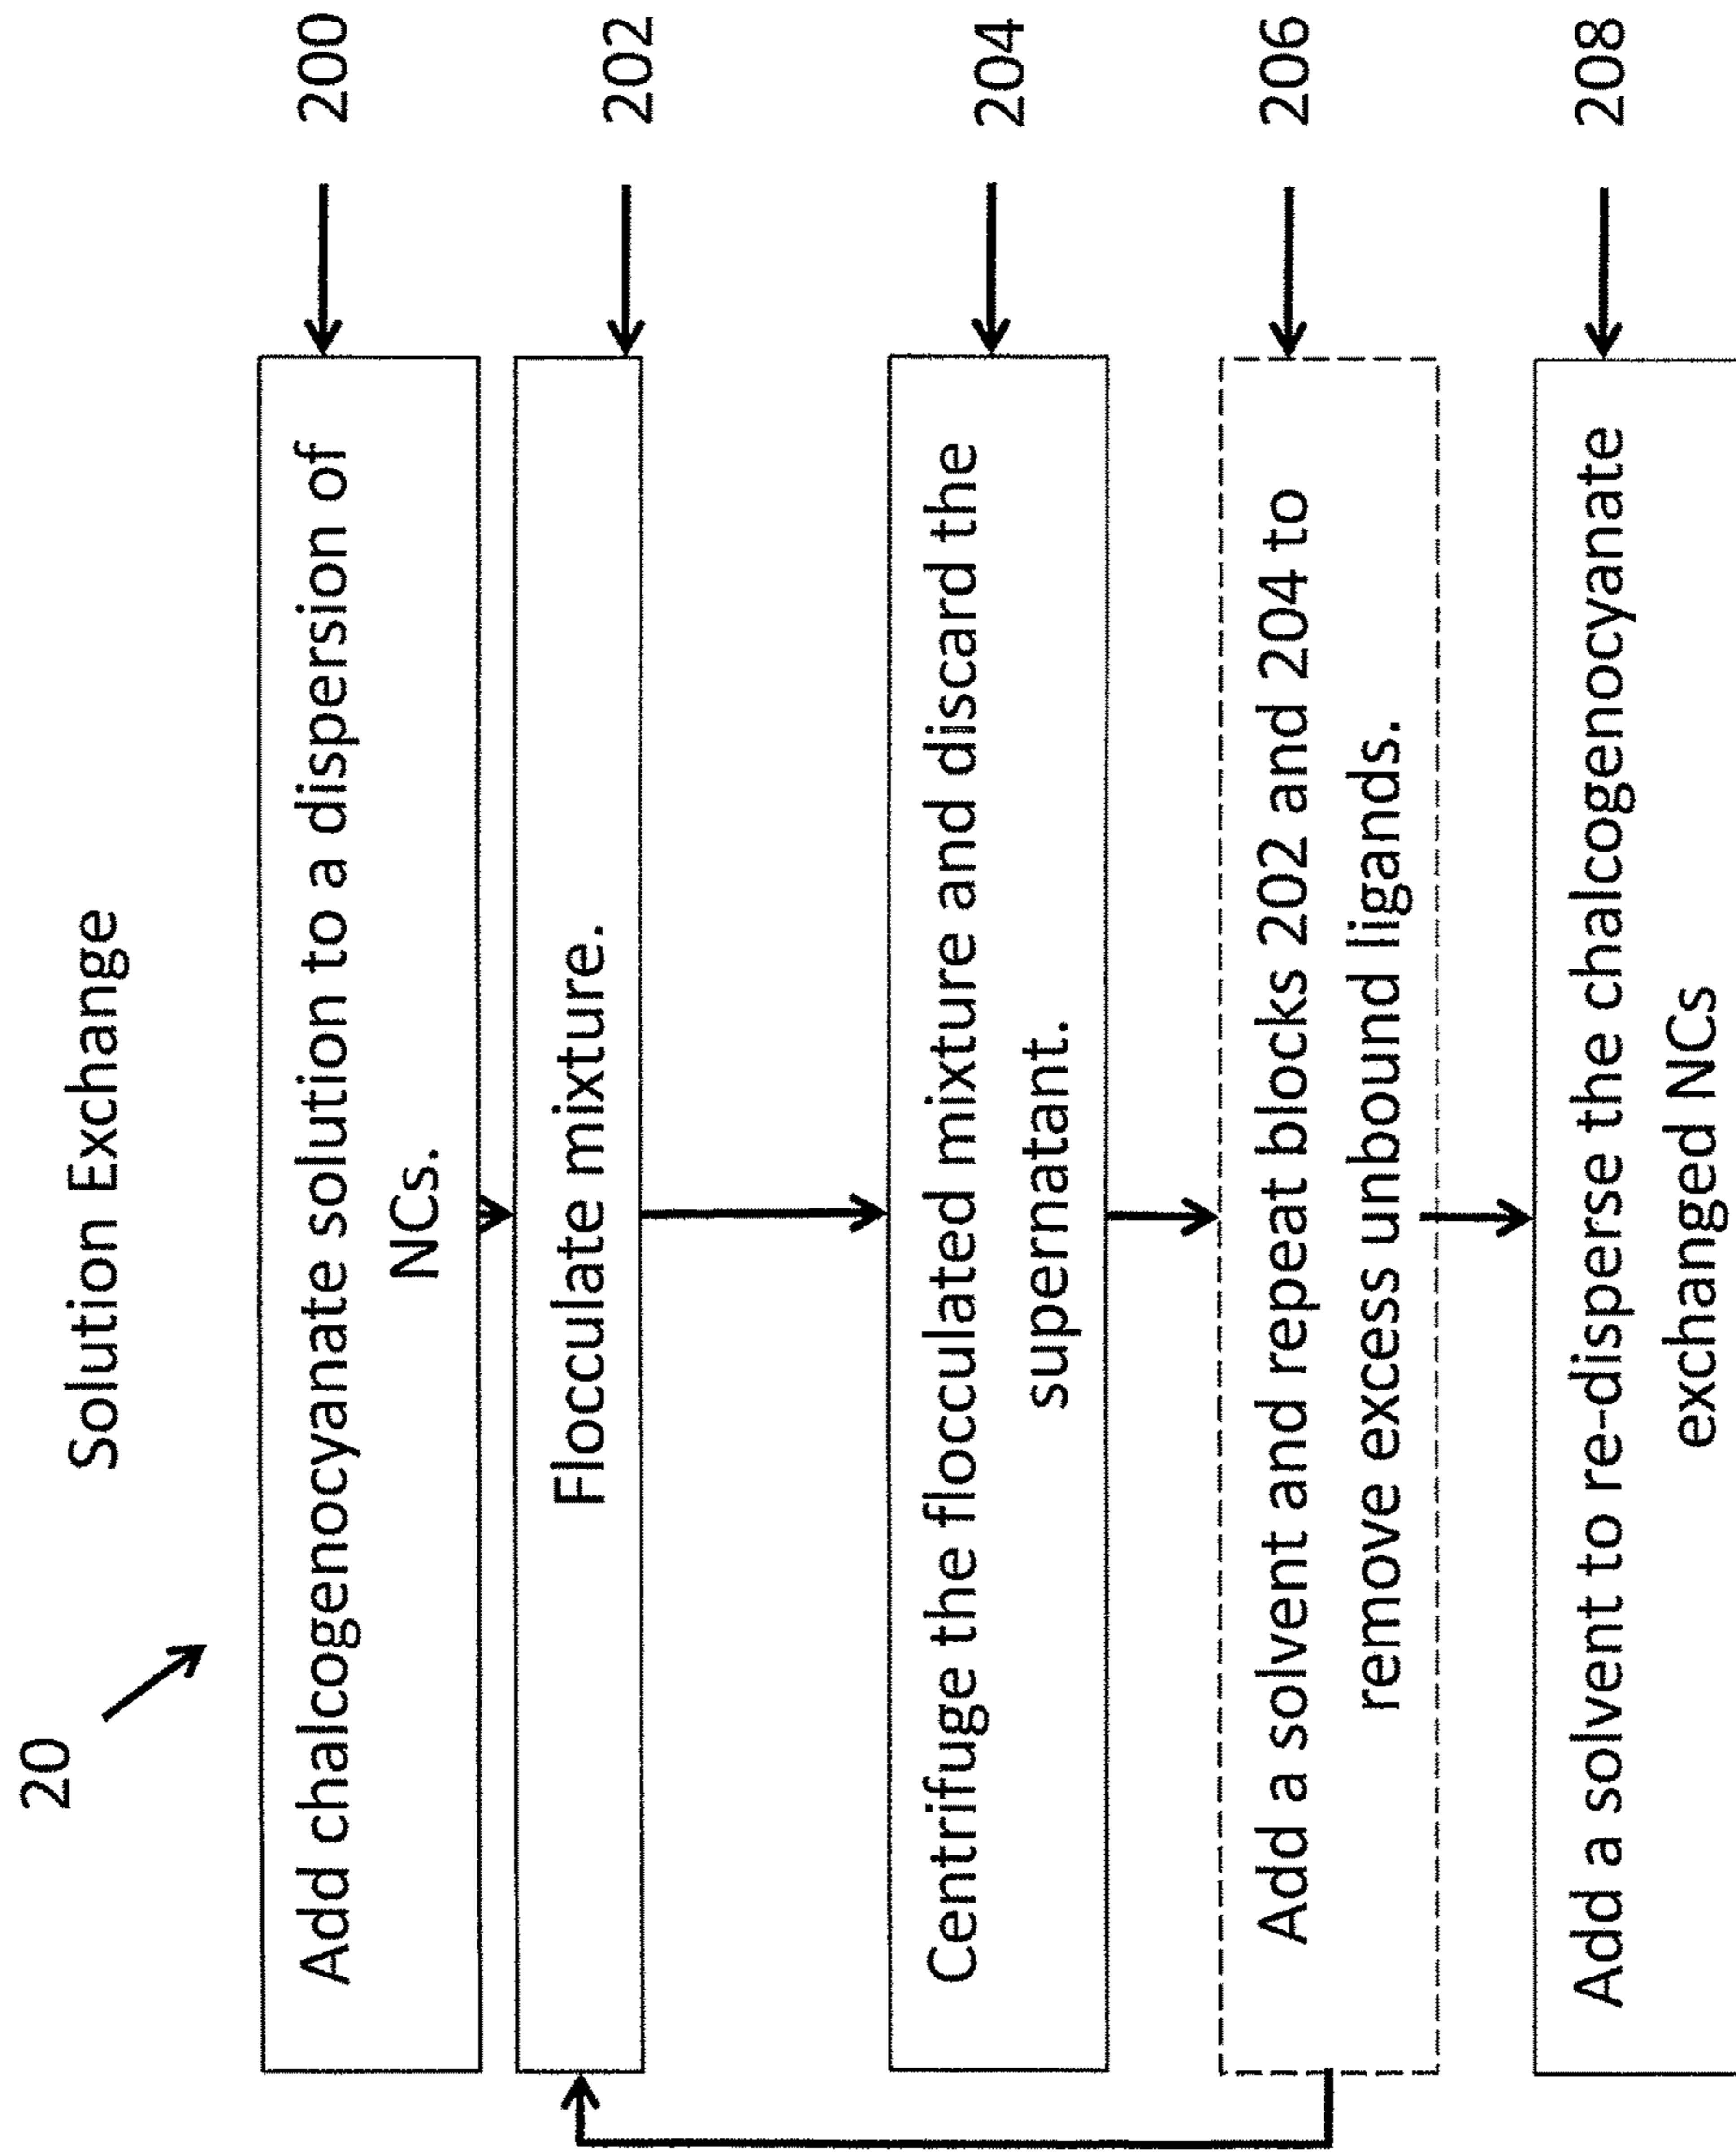 20
Solution Exchange
Add chalcogenocyanate solution to a dispersion of
NCs.
200
Flocculate mixture.
202
Centrifuge the flocculated mixture and discard the
supernatant.
204
Add a solvent and repeat blocks 202 and 204 to
remove excess unbound ligands.
206
Add a solvent to re-disperse the chalcogenocyanate
exchanged NCs
208